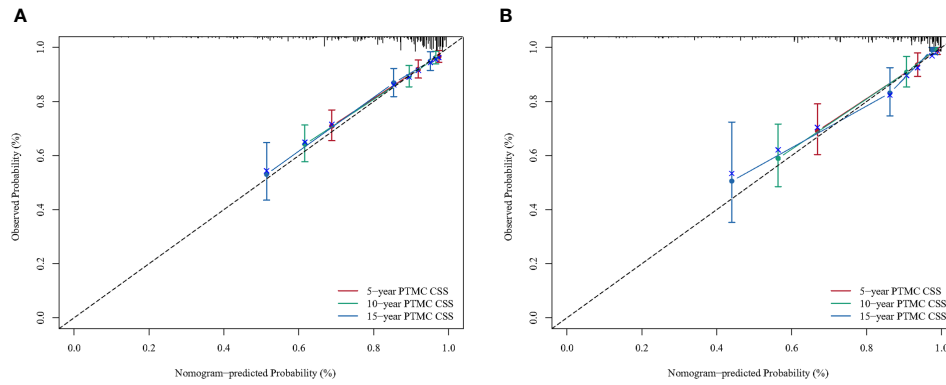 A
B
1.0
0.8
0.6
0.4
0.2
0.0
Observed Probability (%)
5−year PTMC CSS
10−year PTMC CSS
15−year PTMC CSS
0.0 0.2 0.4 0.6 0.8 1.0
Nomogram−predicted Probability (%)
1.0
0.8
0.6
0.4
0.2
0.0
Observed Probability (%)
5−year PTMC CSS
10−year PTMC CSS
15−year PTMC CSS
0.0 0.2 0.4 0.6 0.8 1.0
Nomogram−predicted Probability (%)